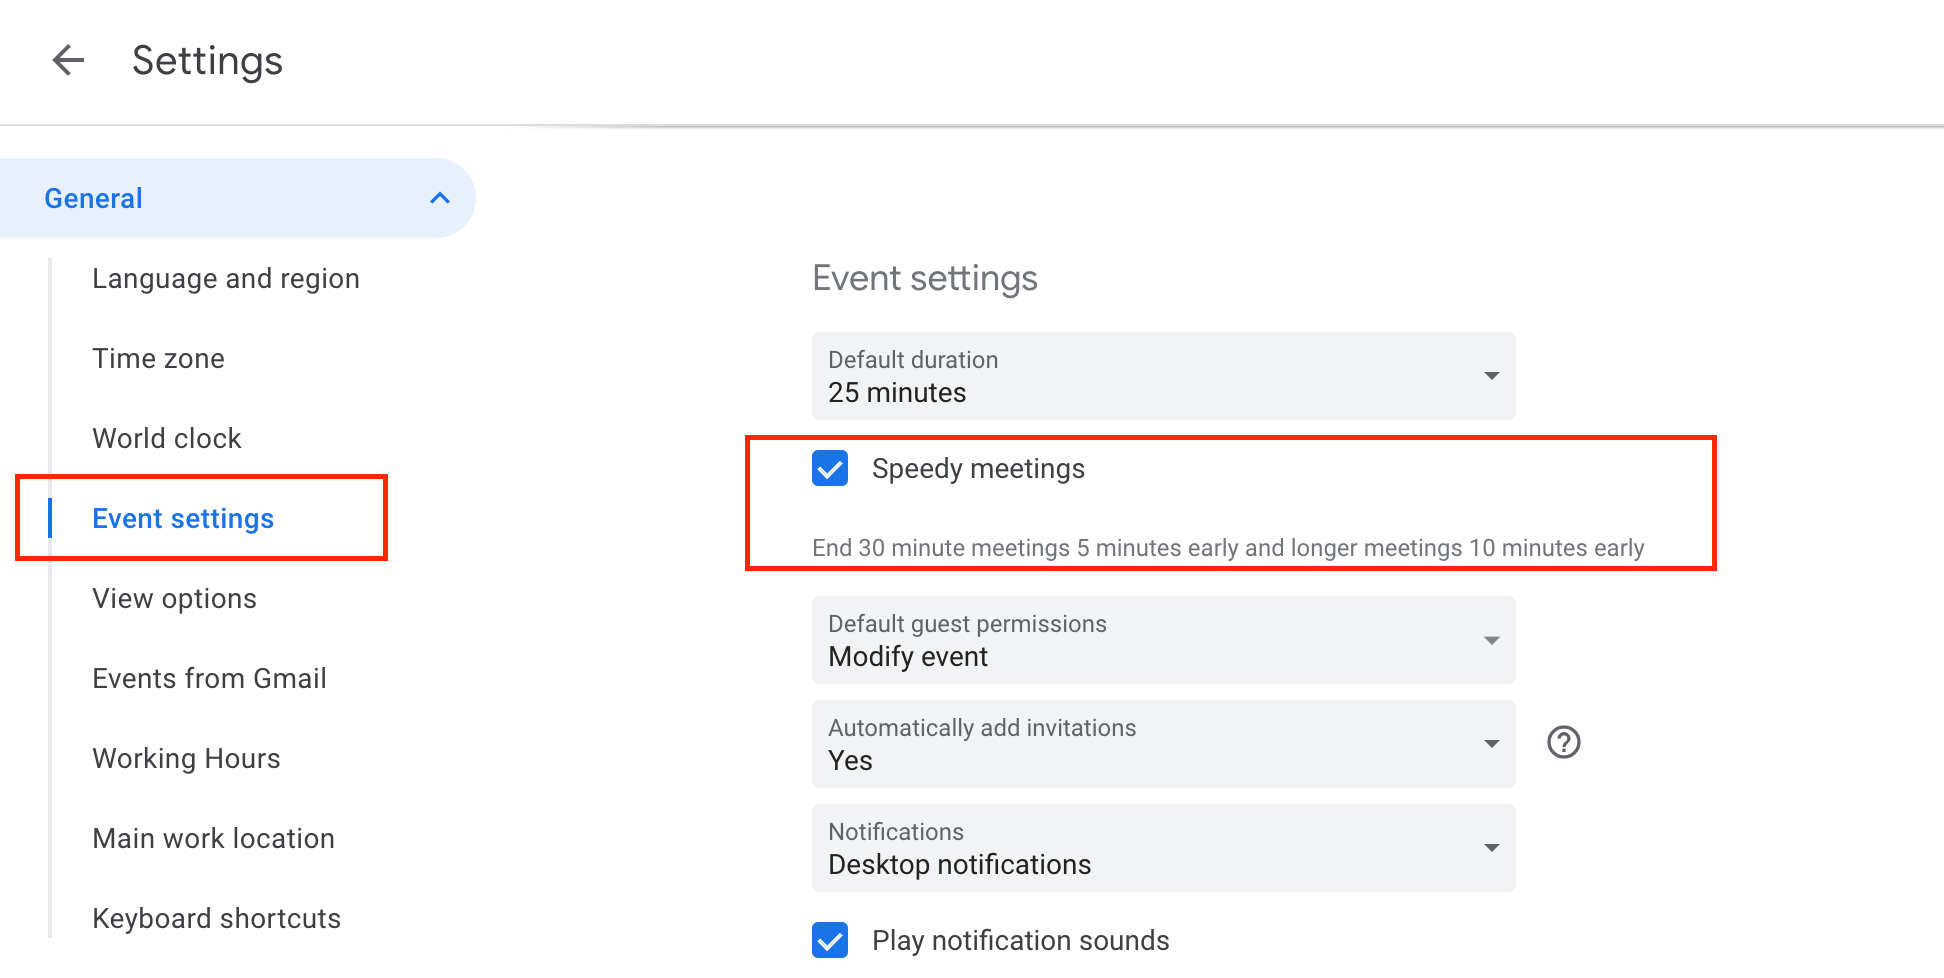 Settings
General
Language and region
Time zone
World clock
Event settings
View options
Events from Gmail
Working Hours
Main work location
Keyboard shortcuts
Event settings
Default duration
25 minutes
Speedy meetings
End 30 minute meetings 5 minutes early and longer meetings 10 minutes early
Default guest permissions
Modify event
Automatically add invitations
Yes
?
Notifications
Desktop notifications
Play notification sounds